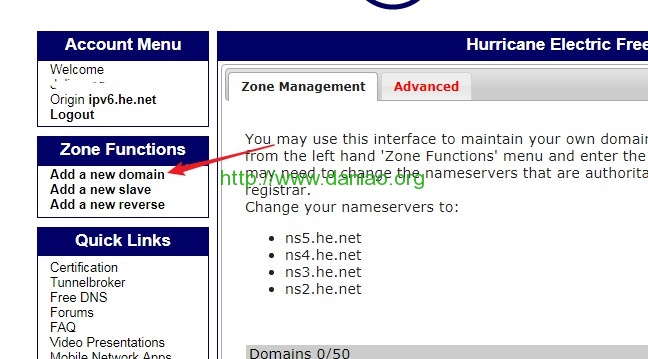 Account Menu
Welcome
Origin ipv6.he.net
Logout
Zone Functions
Add a new domain
Add a new slave
Add a new reverse
Quick Links
Certification
Tunnelbroker
Free DNS
Forums
FAQ
Video Presentations
Mobile Network Apps
Hurricane Electric Free
Zone Management
Advanced
You may use this interface to maintain your own domai
from the left hand 'Zone Functions' menu and enter the
may need to change the nameservers that are authorita
http://www.daniao.org
registrar.
Change your nameservers to:
ns5.he.net
ns4.he.net
ns3.he.net
ns2.he.net
Domains 0/50